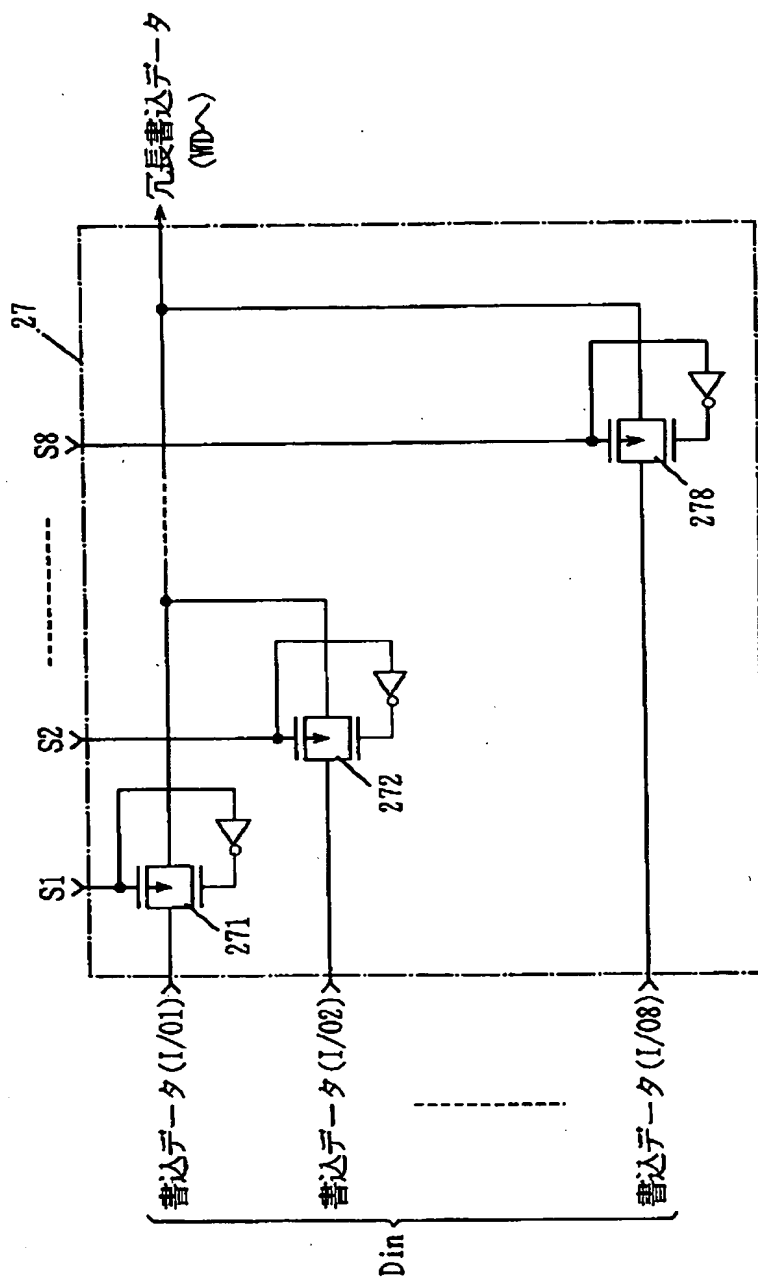 27
S1
S2
S8
冗長書込データ
(WDへ)
271
272
278
書込データ(I/01)
書込データ(I/02)
書込データ(I/08)
Din